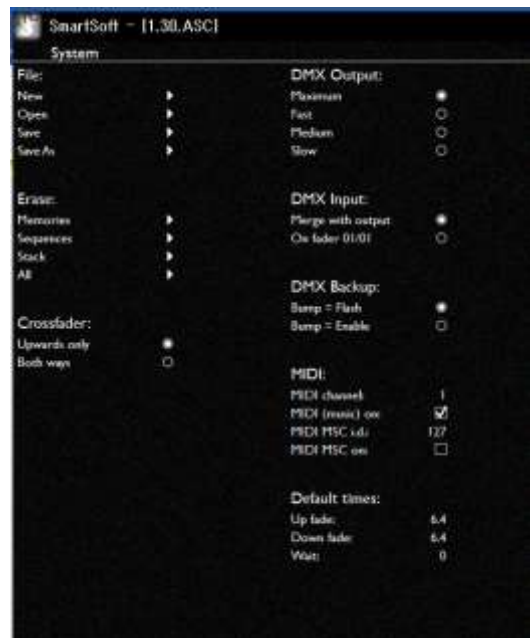 SmartSoft - [1.30.ASC]
System
File:
New
Open
Save
Save As
Erase:
Memories
Sequences
Stack
All
Crossfader:
Upwards only
Both ways
DMX Output:
Maximum
Fast
Medium
Slow
DMX Input:
Merge with output
On fader 01/01
DMX Backup:
Bump = Flash
Bump = Enable
MIDI:
MIDI channel: 1
MIDI (music) on:
MIDI MSC i.d.: 127
MIDI MSC on:
Default times:
Up fade: 6.4
Down fade: 6.4
Wait: 0